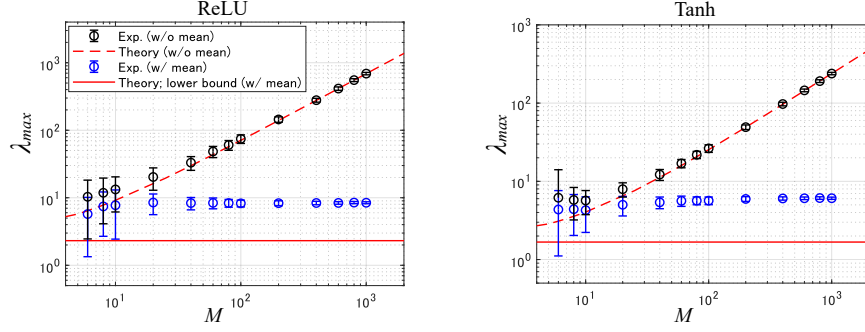 ReLU
Exp. (w/o mean)
Theory (w/o mean)
Exp. (w/ mean)
Theory; lower bound (w/ mean)
10³
10²
10¹
10⁰
λmax
10¹
10²
10³
M
Tanh
10³
10²
10¹
10⁰
λmax
10¹
10²
10³
M